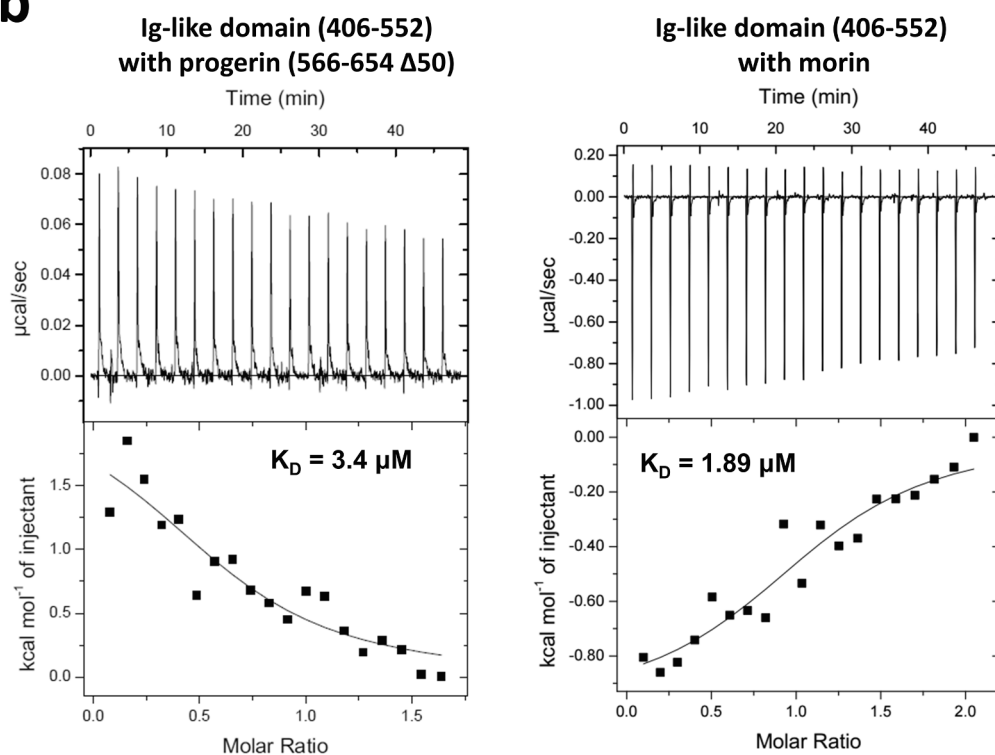 b
Ig-like domain (406-552)
with progerin (566-654 Δ50)
Time (min)
0 10 20 30 40
0.08
0.06
0.04
0.02
0.00
µcal/sec
K_D = 3.4 µM
1.5
1.0
0.5
0.0
kcal mol⁻¹ of injectant
0.0 0.5 1.0 1.5
Molar Ratio
Ig-like domain (406-552)
with morin
Time (min)
0 10 20 30 40
0.20
0.00
-0.20
-0.40
-0.60
-0.80
-1.00
µcal/sec
K_D = 1.89 µM
0.00
-0.20
-0.40
-0.60
-0.80
kcal mol⁻¹ of injectant
0.0 0.5 1.0 1.5 2.0
Molar Ratio